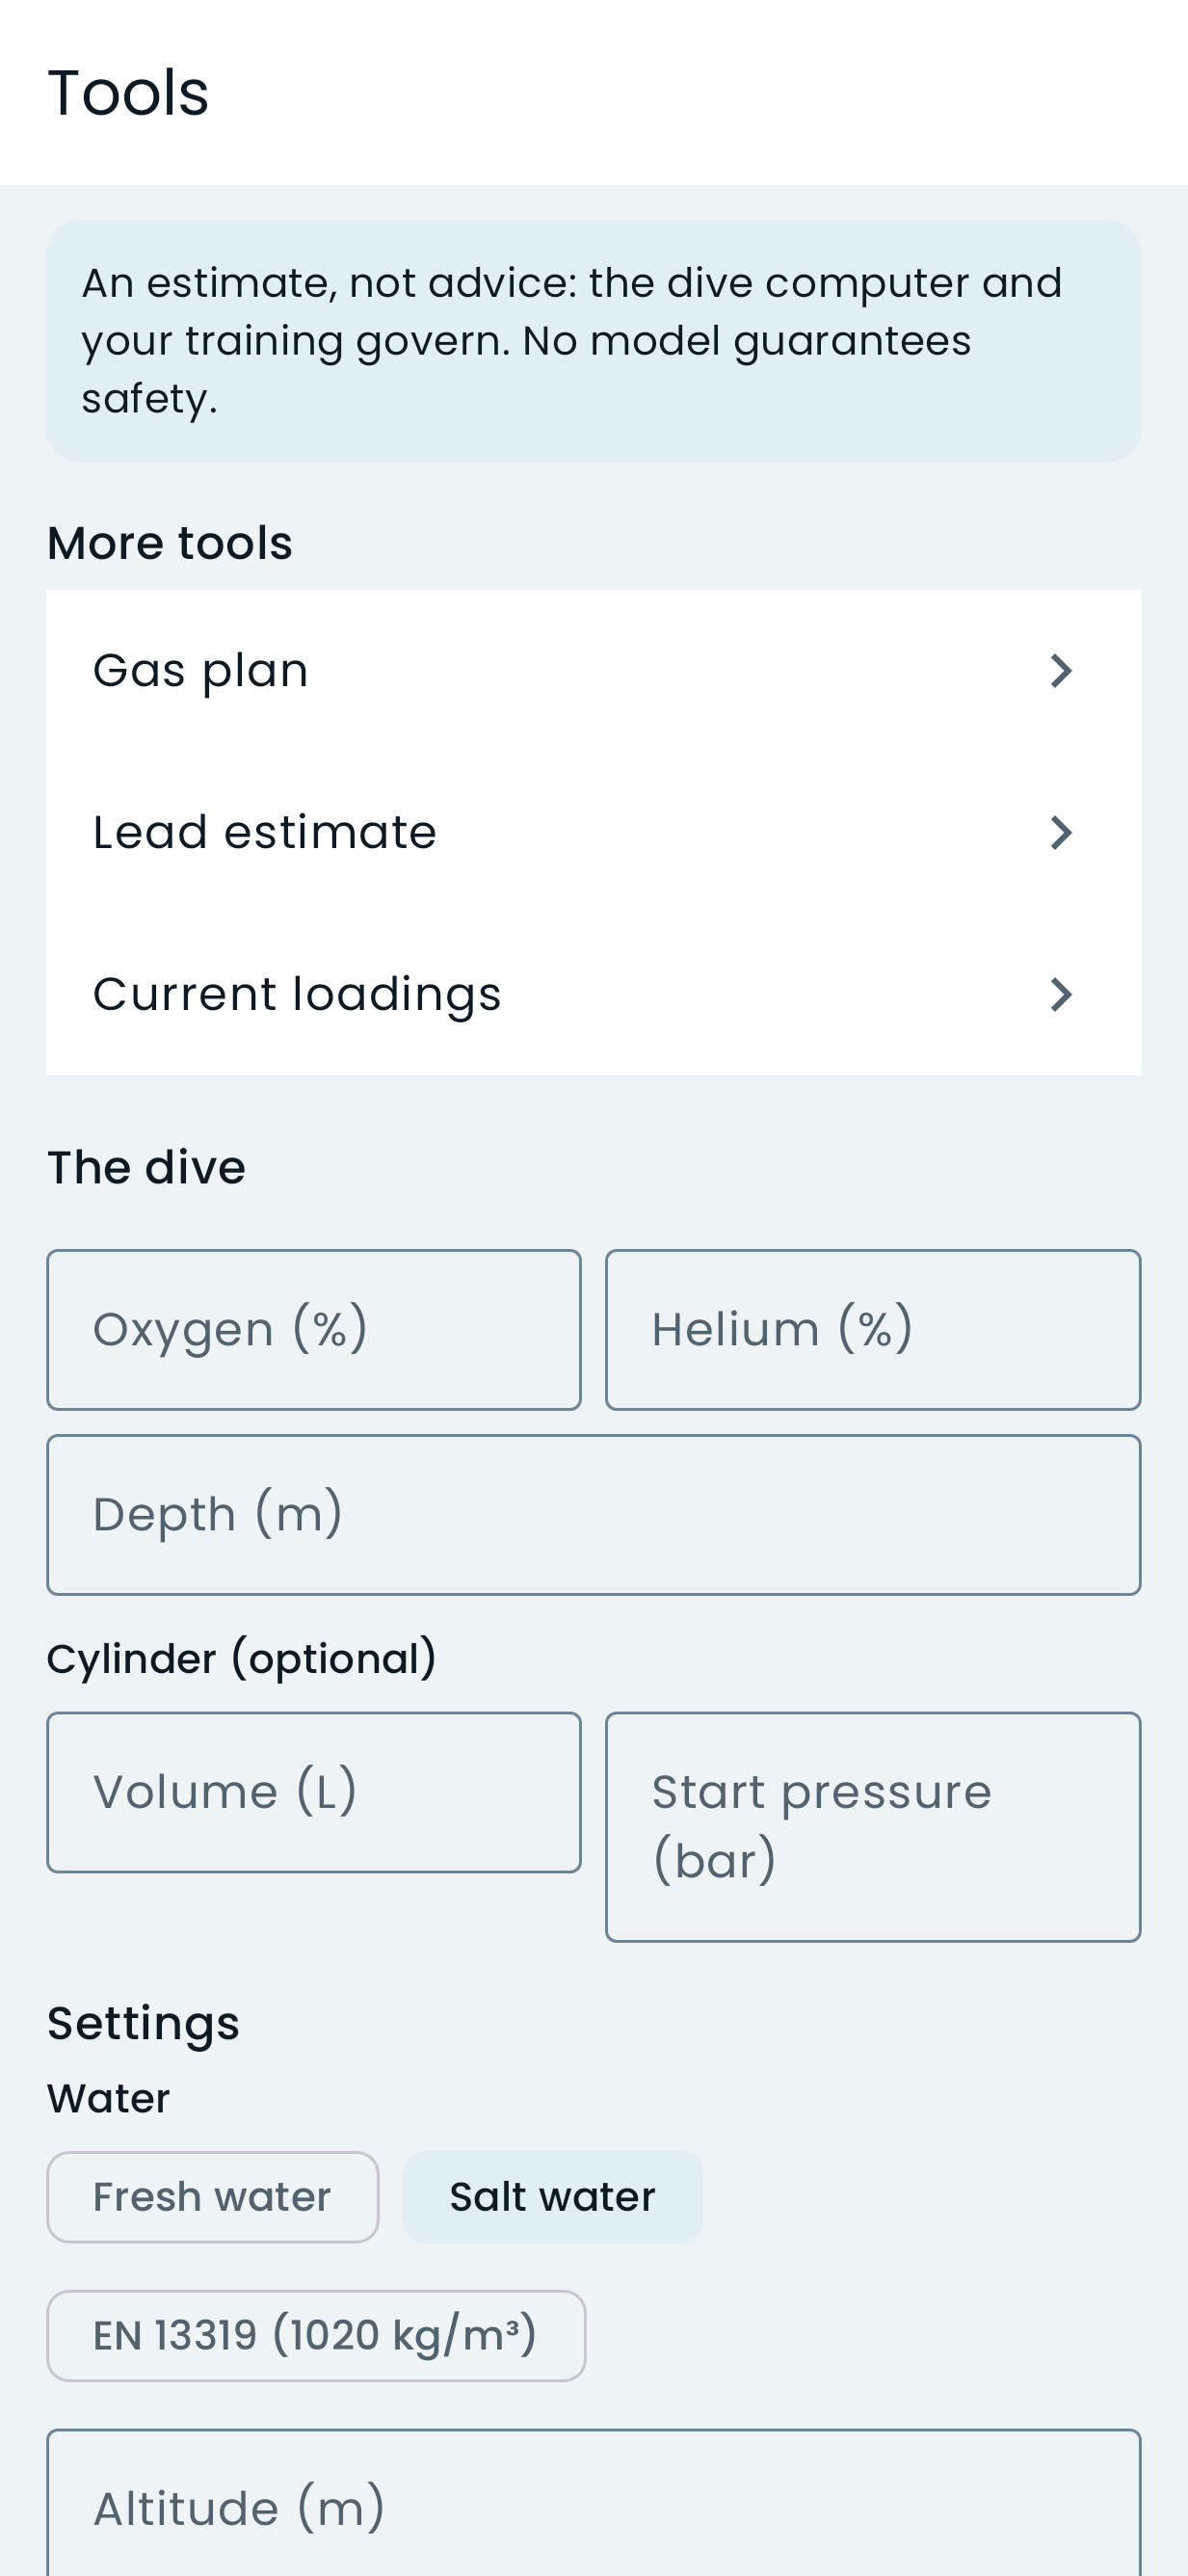 Tools
An estimate, not advice: the dive computer and
your training govern. No model guarantees
safety.
More tools
Gas plan
Lead estimate
Current loadings
The dive
Oxygen (%)
Helium (%)
Depth (m)
Cylinder (optional)
Volume (L)
Start pressure
(bar)
Settings
Water
Fresh water
Salt water
EN 13319 (1020 kg/m³)
Altitude (m)